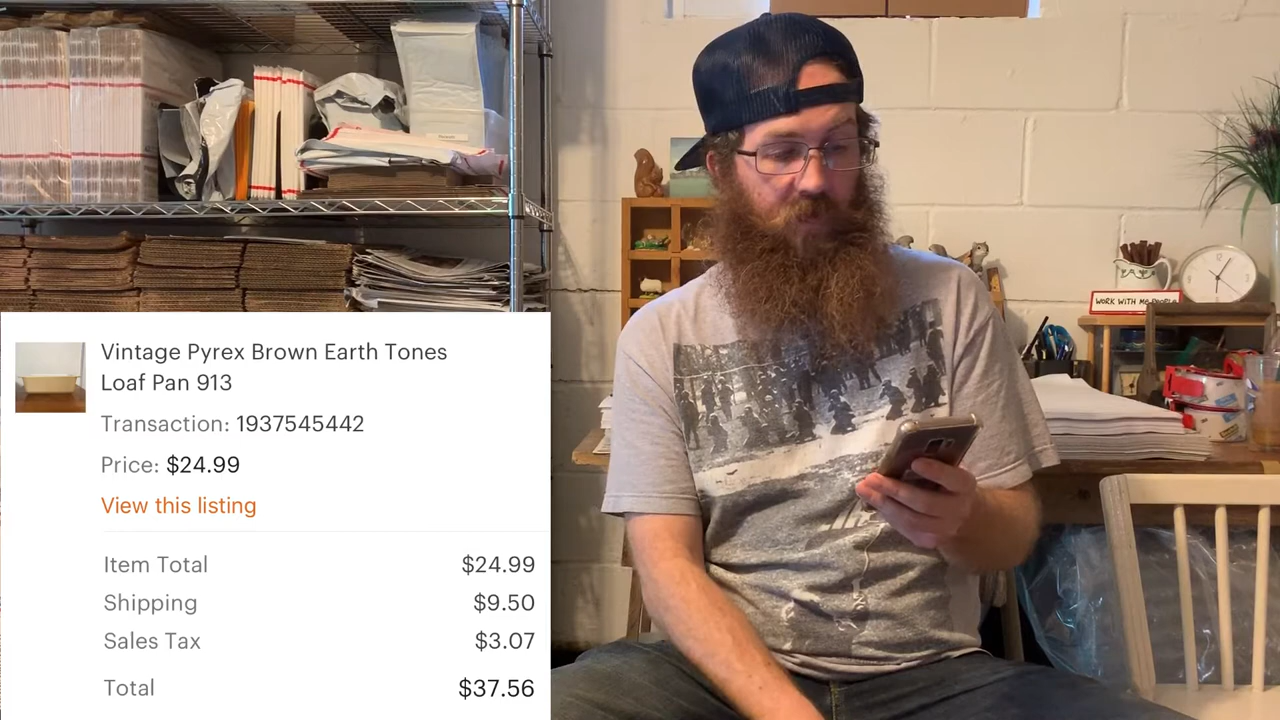 WORK WITH ME PEOPLE
Vintage Pyrex Brown Earth Tones
Loaf Pan 913
Transaction: 1937545442
Price: $24.99
View this listing
Item Total $24.99
Shipping $9.50
Sales Tax $3.07
Total $37.56